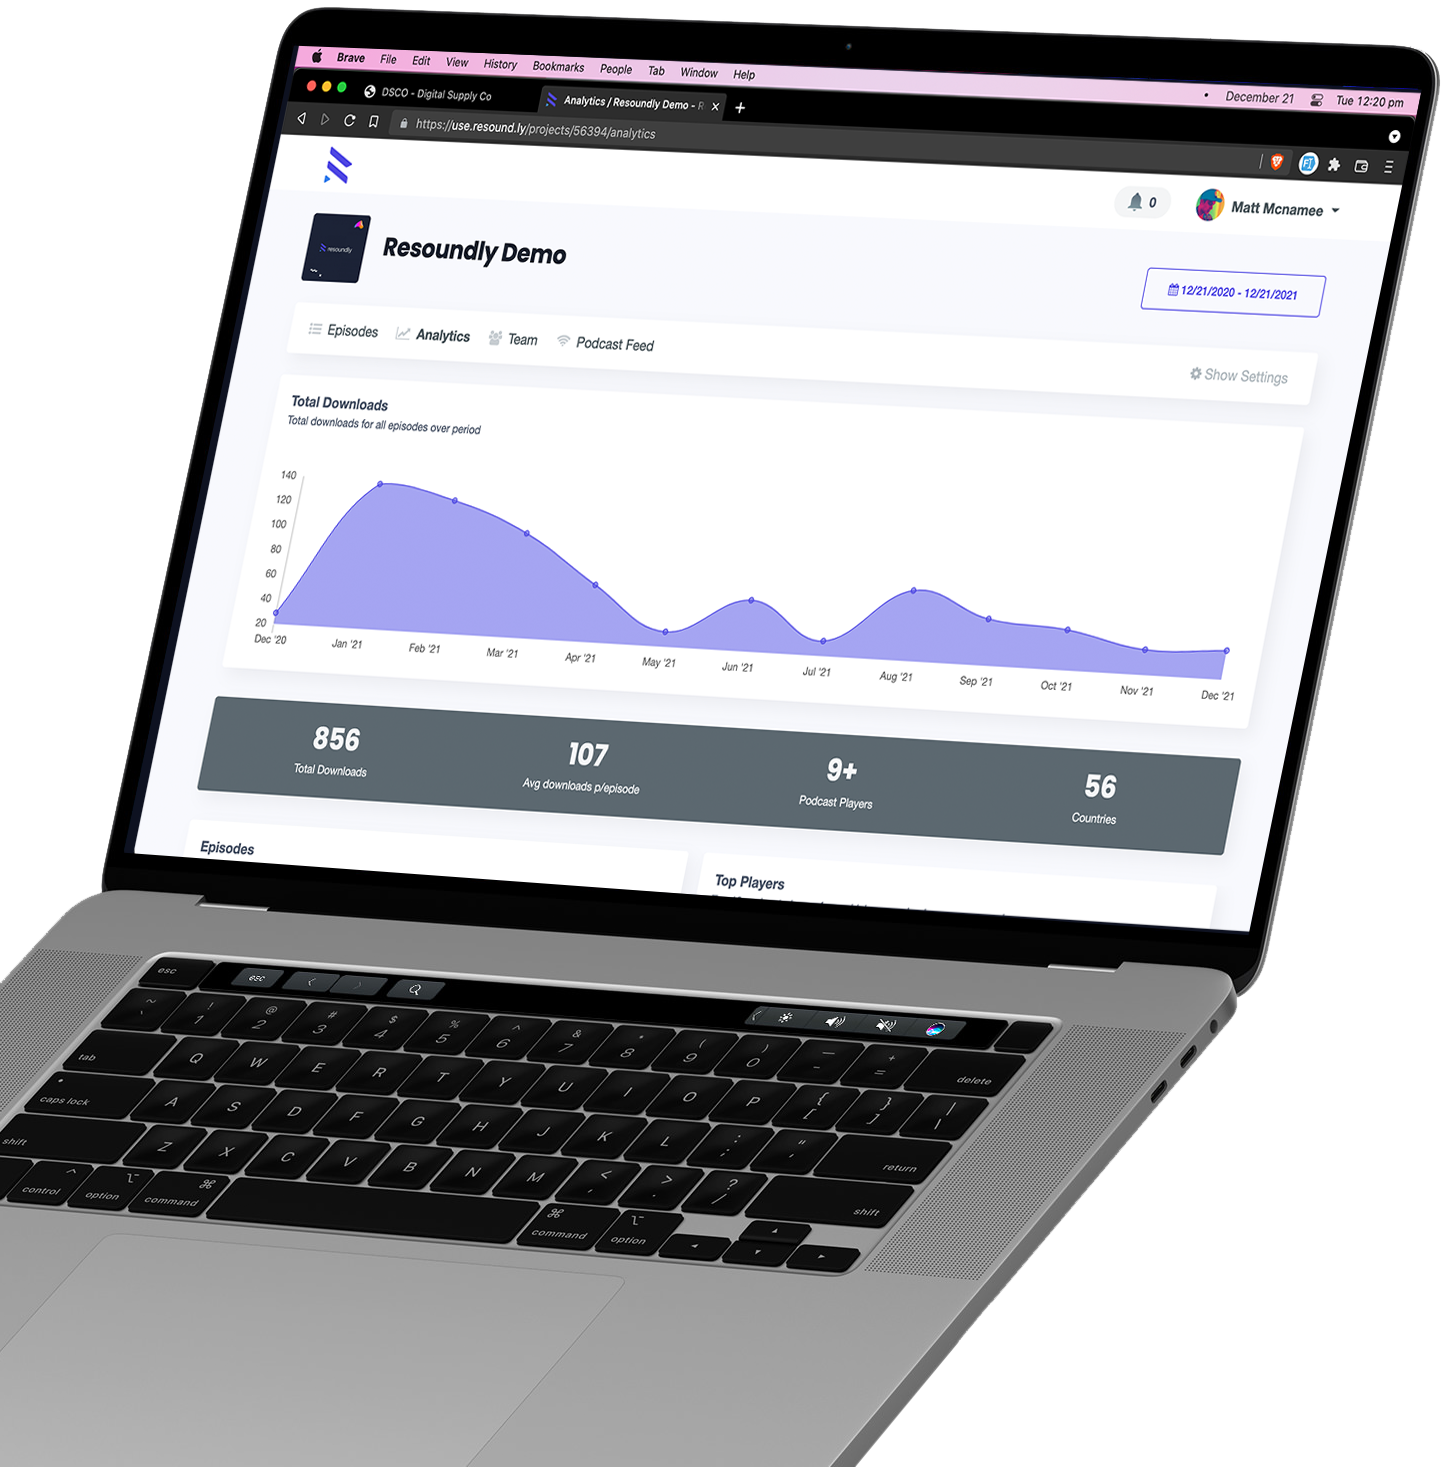 Brave File Edit View History Bookmarks People Tab Window Help
December 21 Tue 12:20 pm
DSCO - Digital Supply Co
Analytics / Resoundly Demo - R
https://use.resound.ly/projects/56394/analytics
0
Matt Mcnamee
resoundly
Resoundly Demo
12/21/2020 - 12/21/2021
Episodes Analytics Team Podcast Feed
Show Settings
Total Downloads
Total downloads for all episodes over period
140
120
100
80
60
40
20
Dec '20 Jan '21 Feb '21 Mar '21 Apr '21 May '21 Jun '21 Jul '21 Aug '21 Sep '21 Oct '21 Nov '21 Dec '21
856 107 9+ 56
Total Downloads Avg downloads p/episode Podcast Players Countries
Episodes
Top Players
esc esc
~ ! @ # $ % ^ & * ( ) — +
` 1 2 3 4 5 6 7 8 9 0 - =
delete
tab Q W E R T Y U I O P { [ } ] | \
caps lock A S D F G H J K L : ; " ' return
shift Z X C V B N M < , > . ? / shift
control option command command option